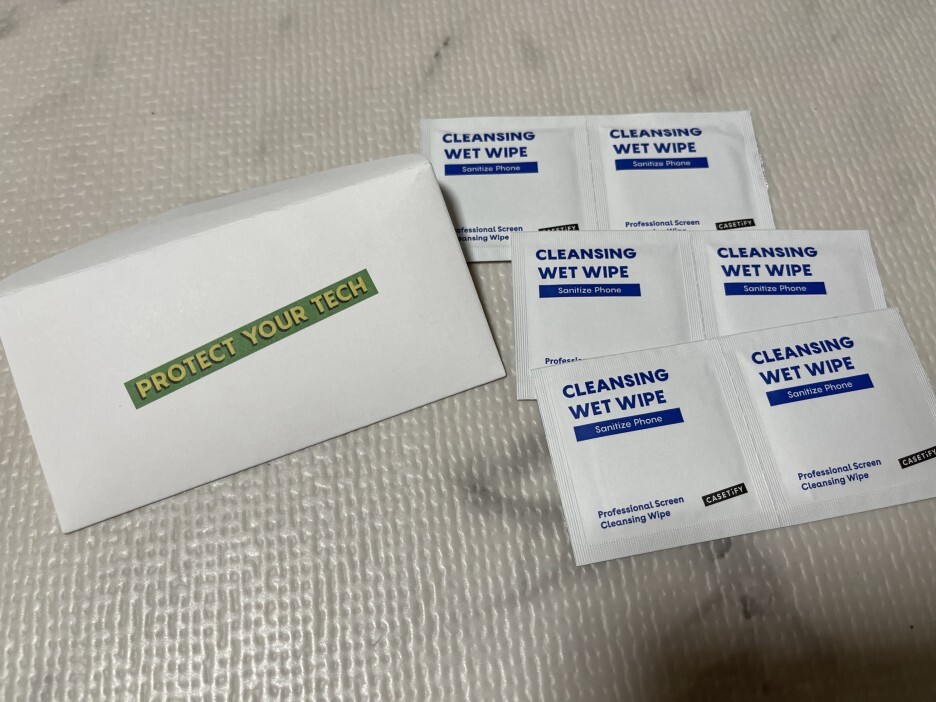 PROTECT YOUR TECH
CLEANSING
WET WIPE
Sanitize Phone
Professional Screen
Cleansing Wipe
CASETiFY
CLEANSING
WET WIPE
Sanitize Phone
Professional Screen
Cleansing Wipe
CASETiFY
CLEANSING
WET WIPE
Sanitize Phone
CLEANSING
WET WIPE
Sanitize Phone
CLEANSING
WET WIPE
Sanitize Phone
Professional Screen
Cleansing Wipe
CASETiFY
CLEANSING
WET WIPE
Sanitize Phone
Professional Screen
Cleansing Wipe
CASETiFY